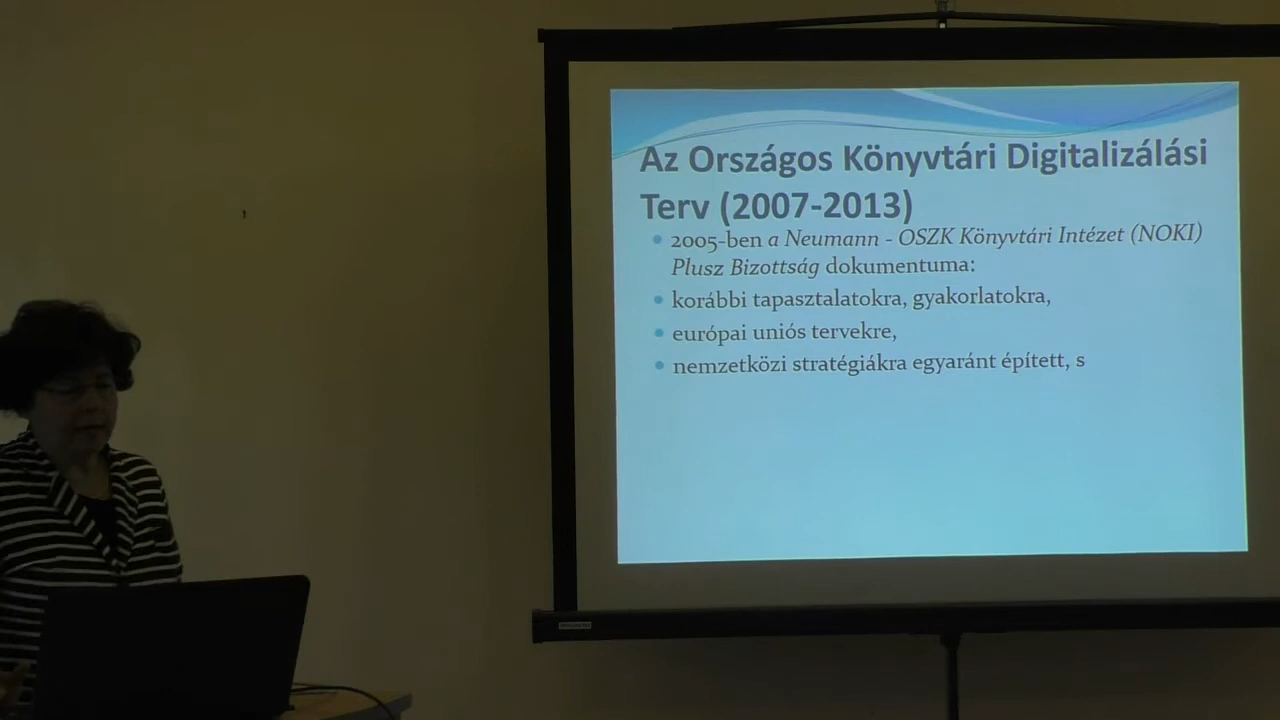 Az Országos Könyvtári Digitalizálási
Terv (2007-2013)
2005-ben a Neumann - OSZK Könyvtári Intézet (NOKI)
Plusz Bizottság dokumentuma:
korábbi tapasztalatokra, gyakorlatokra,
európai uniós tervekre,
nemzetközi stratégiákra egyaránt épített, s